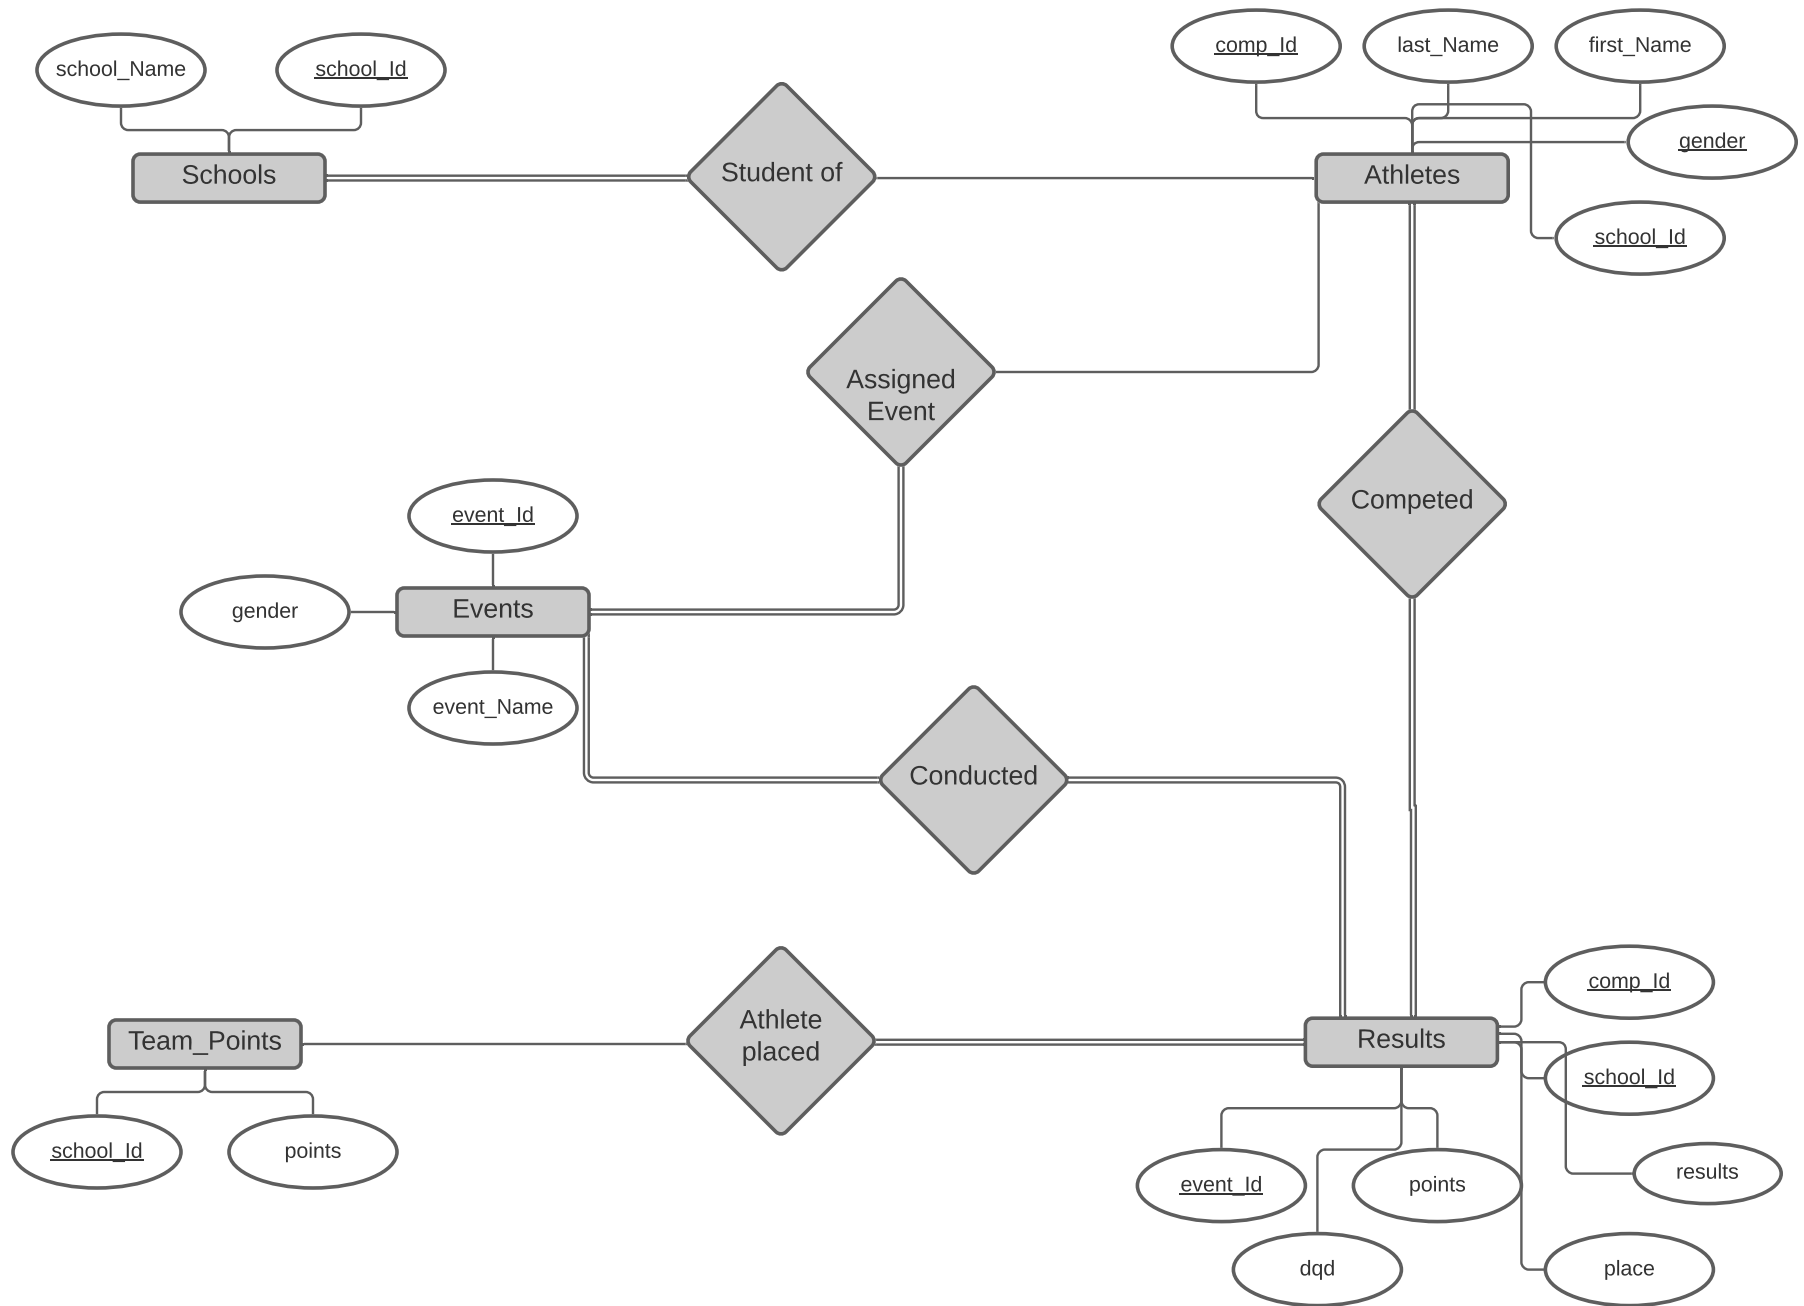 comp_Id
last_Name
first_Name
school_Name
school_Id
gender
Schools
Student of
Athletes
school_Id
Assigned
Event
event_Id
Competed
gender
Events
event_Name
Conducted
comp_Id
Athlete
placed
Team_Points
Results
school_Id
school_Id
points
event_Id
points
results
dqd
place